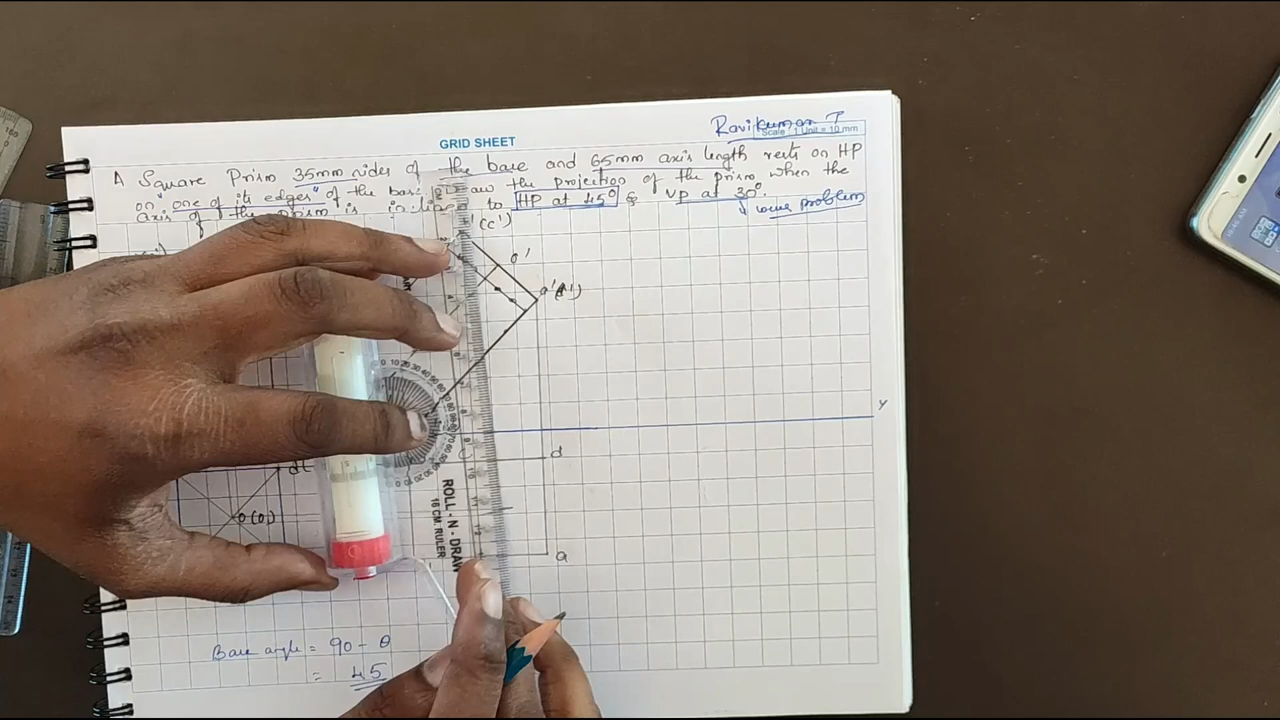 GRID SHEET
Ravikumar T
Scale : 1 Unit = 10 mm
A Square Prism 35mm sides of the base and 65mm axis length rests on HP
on "one of its edges" of the base. Draw the projection of the prism when the
axis of the prism is inclined to HP at 45° & VP at 30°.
(c')
o'
a'
y
d
o(o)
a
ROLL-N-DRAW
16 CM. RULER
Base angle = 90 - θ
= 45